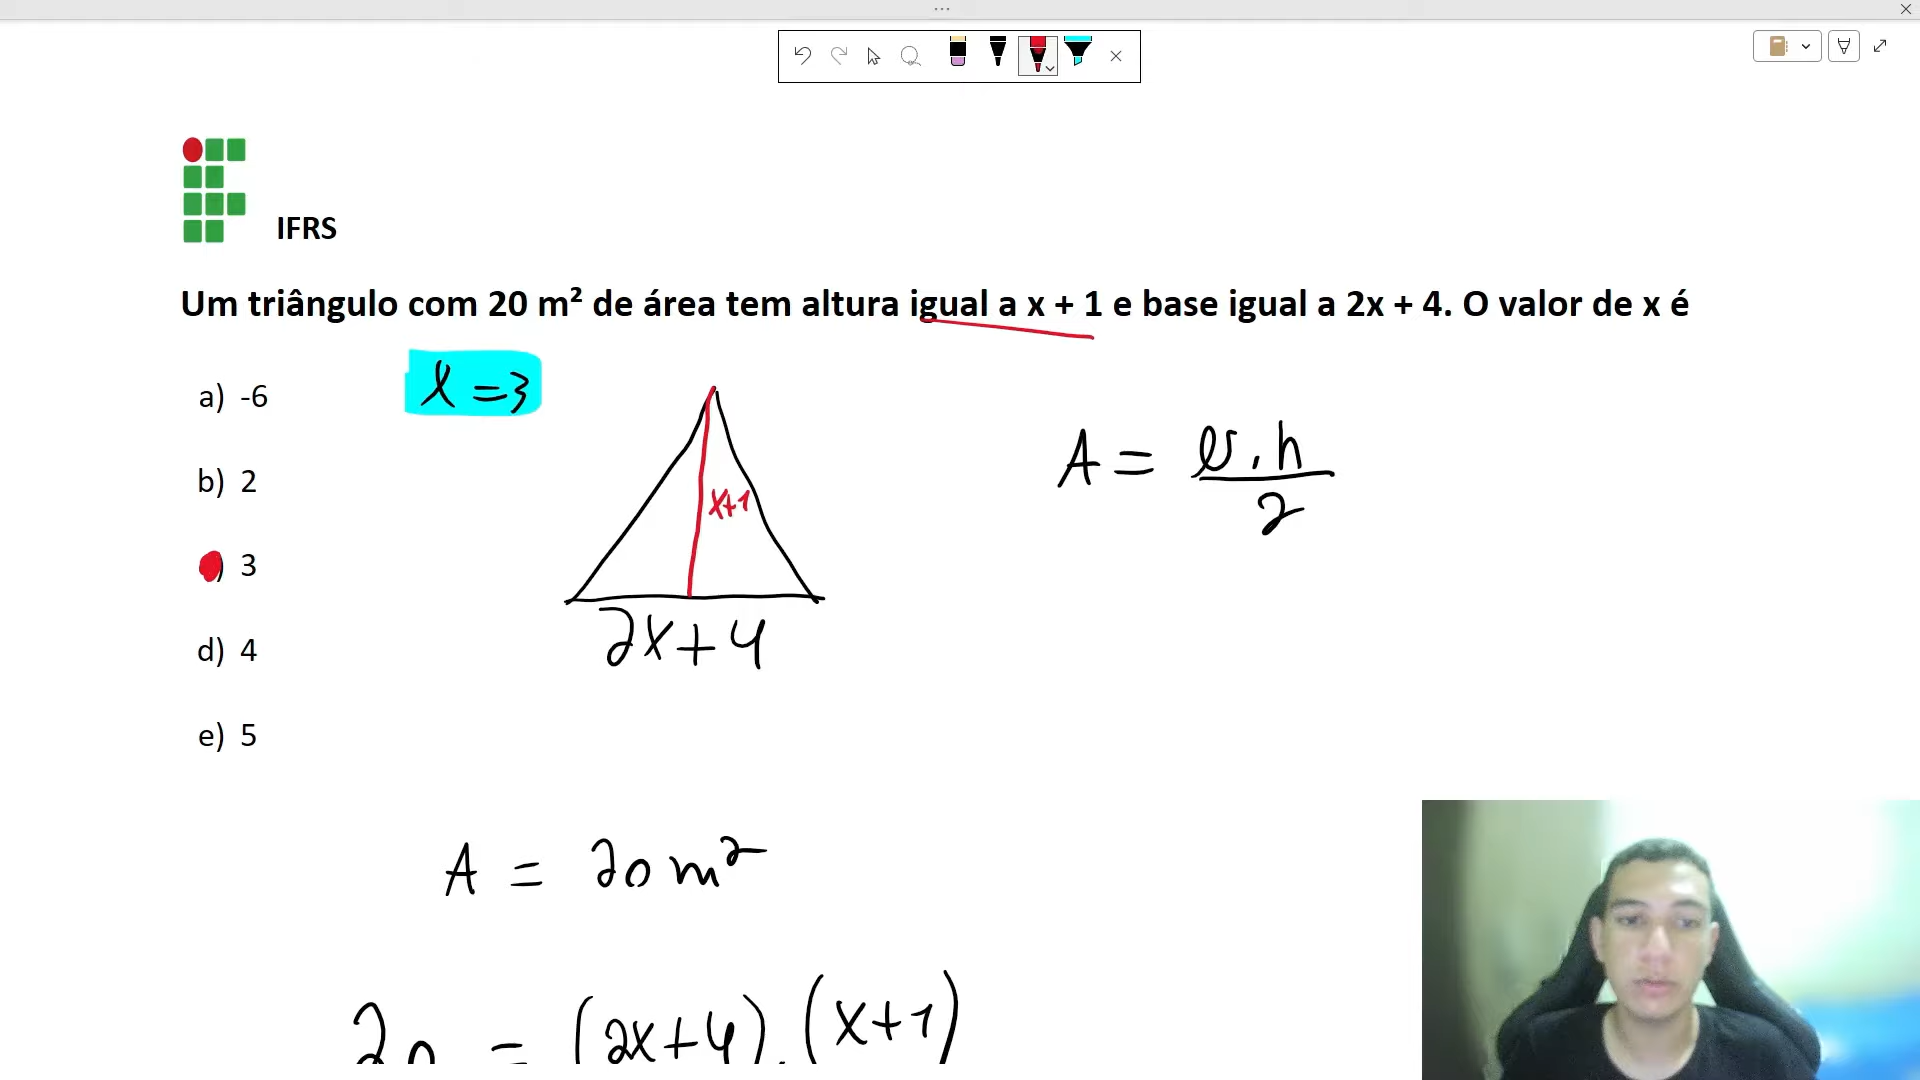 IFRS
Um triângulo com 20 m² de área tem altura igual a x + 1 e base igual a 2x + 4. O valor de x é
a) -6
x = 3
b) 2
) 3
d) 4
e) 5
x+1
2x+4
A = b.h
2
A = 20 m²
20 = (2x+4).(x+1)